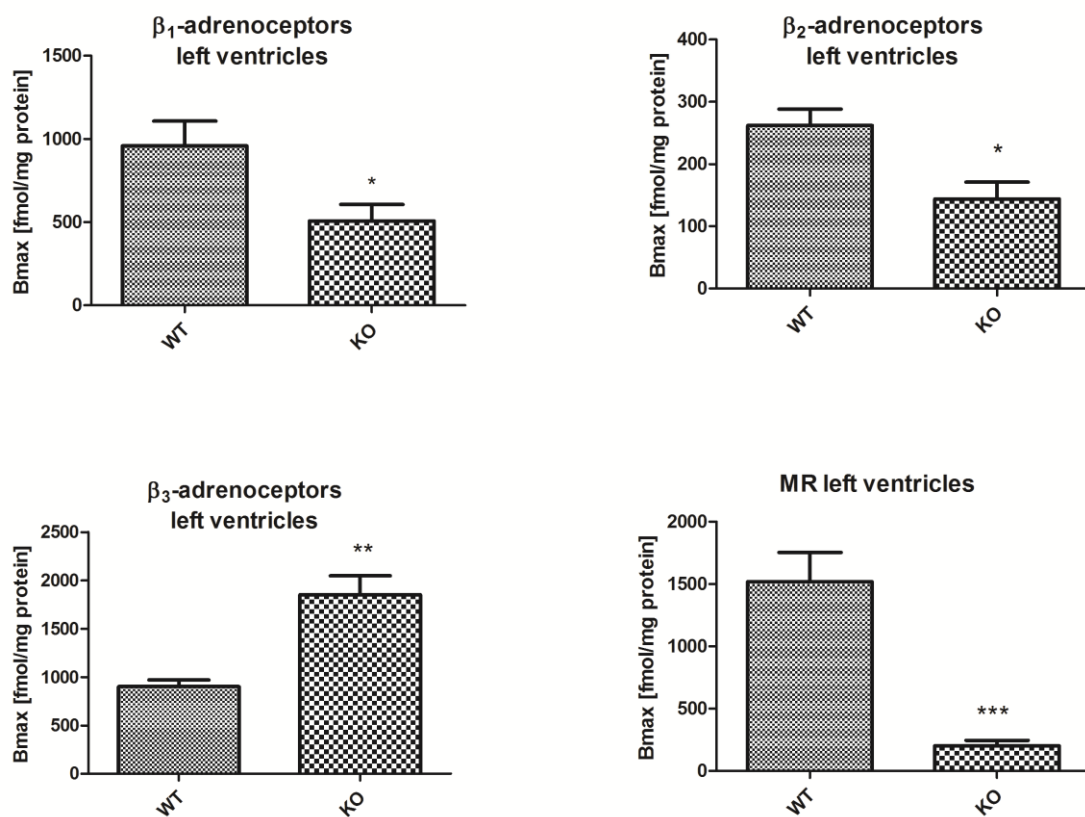 β₁-adrenoceptors
left ventricles
1500
1000
500
0
Bmax [fmol/mg protein]
*
WT
KO
β₂-adrenoceptors
left ventricles
400
300
200
100
0
Bmax [fmol/mg protein]
*
WT
KO
β₃-adrenoceptors
left ventricles
2500
2000
1500
1000
500
0
Bmax [fmol/mg protein]
**
WT
KO
MR left ventricles
2000
1500
1000
500
0
Bmax [fmol/mg protein]
***
WT
KO